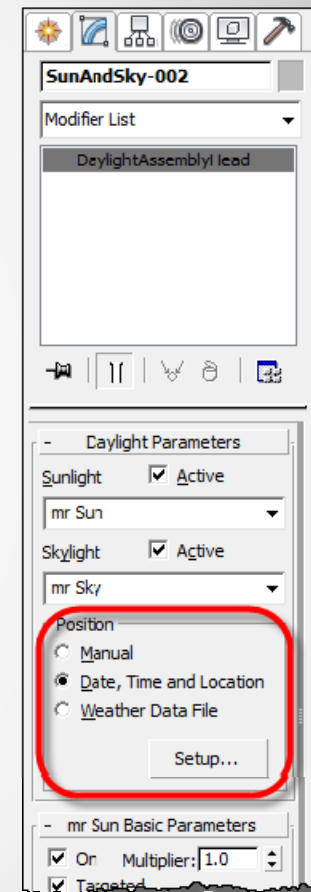 SunAndSky-002
Modifier List
DaylightAssemblyHead
- Daylight Parameters
Sunlight Active
mr Sun
Skylight Active
mr Sky
Position
Manual
Date, Time and Location
Weather Data File
Setup...
- mr Sun Basic Parameters
On Multiplier: 1.0
Targeted